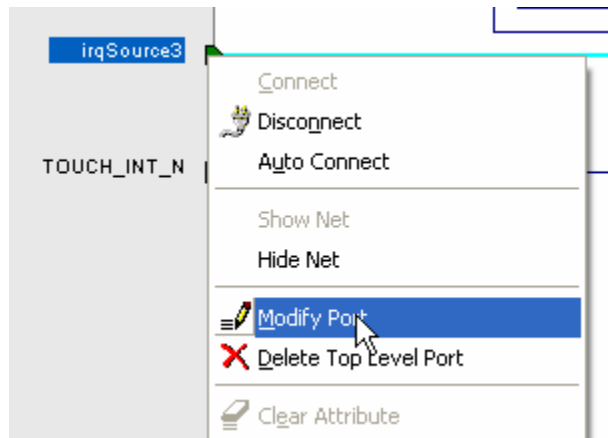 irqSource3
Connect
Disconnect
TOUCH_INT_N
Auto Connect
Show Net
Hide Net
Modify Port
Delete Top Level Port
Clear Attribute